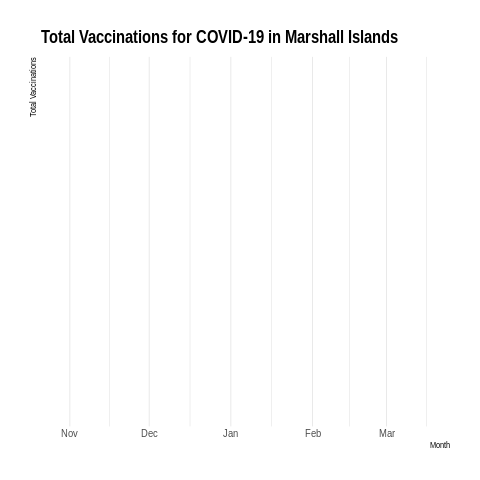 Total Vaccinations for COVID-19 in Marshall Islands
Total Vaccinations
Nov Dec Jan Feb Mar
Month